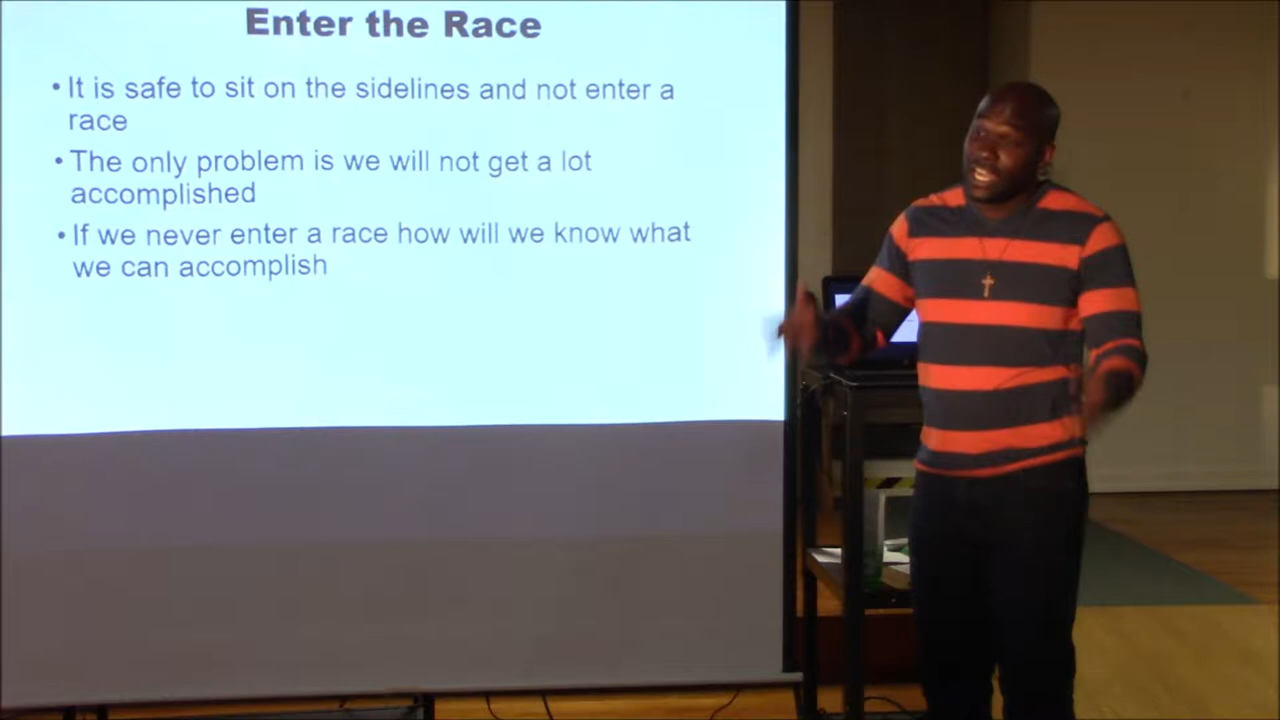 Enter the Race
• It is safe to sit on the sidelines and not enter a
race
• The only problem is we will not get a lot
accomplished
• If we never enter a race how will we know what
we can accomplish